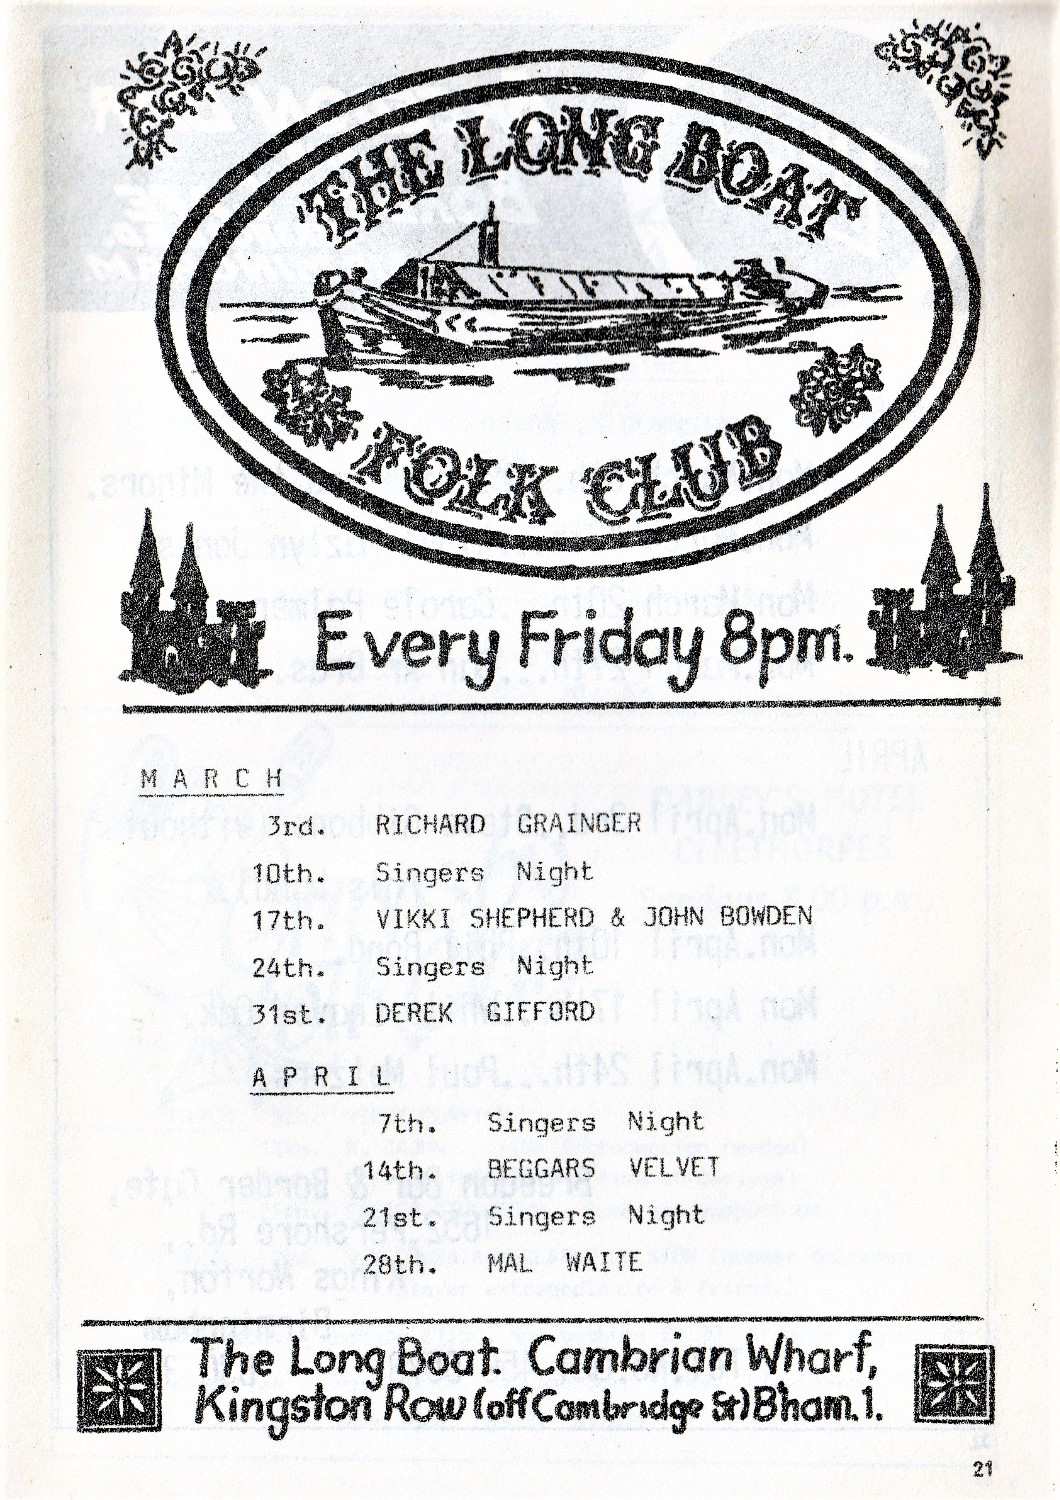 THE LONG BOAT
FOLK CLUB
Every Friday 8pm.
MARCH
3rd. RICHARD GRAINGER
10th. Singers Night
17th. VIKKI SHEPHERD & JOHN BOWDEN
24th. Singers Night
31st. DEREK GIFFORD
APRIL
7th. Singers Night
14th. BEGGARS VELVET
21st. Singers Night
28th. MAL WAITE
The Long Boat. Cambrian Wharf,
Kingston Row (off Cambridge St) B'ham.1.
21